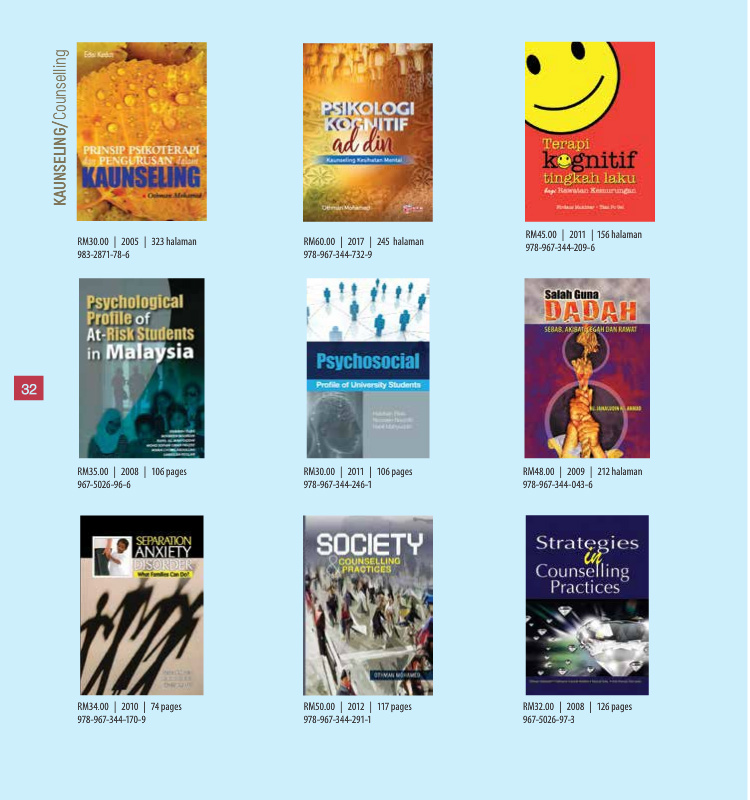 KAUNSELING/Counselling
Edisi Kedua
PRINSIP PSIKOTERAPI
dan PENGURUSAN dalam
KAUNSELING
Othman Mohamed
RM30.00 | 2005 | 323 halaman
983-2871-78-6
PSIKOLOGI
KOGNITIF
ad din
Kaunseling Kesihatan Mental
Othman Mohamed
RM60.00 | 2017 | 245 halaman
978-967-344-732-9
Terapi
kognitif
tingkah laku
bagi Rawatan Kemurungan
RM45.00 | 2011 | 156 halaman
978-967-344-209-6
Psychological
Profile of
At-Risk Students
in Malaysia
RM35.00 | 2008 | 106 pages
967-5026-96-6
Psychosocial
Profile of University Students
RM30.00 | 2011 | 106 pages
978-967-344-246-1
Salah Guna
DADAH
SEBAB, AKIBAT, CEGAH DAN RAWAT
RM48.00 | 2009 | 212 halaman
978-967-344-043-6
32
SEPARATION
ANXIETY
DISORDER
What Families Can Do?
RM34.00 | 2010 | 74 pages
978-967-344-170-9
SOCIETY
& COUNSELLING
PRACTICES
OTHMAN MOHAMED
RM50.00 | 2012 | 117 pages
978-967-344-291-1
Strategies
in
Counselling
Practices
RM32.00 | 2008 | 126 pages
967-5026-97-3